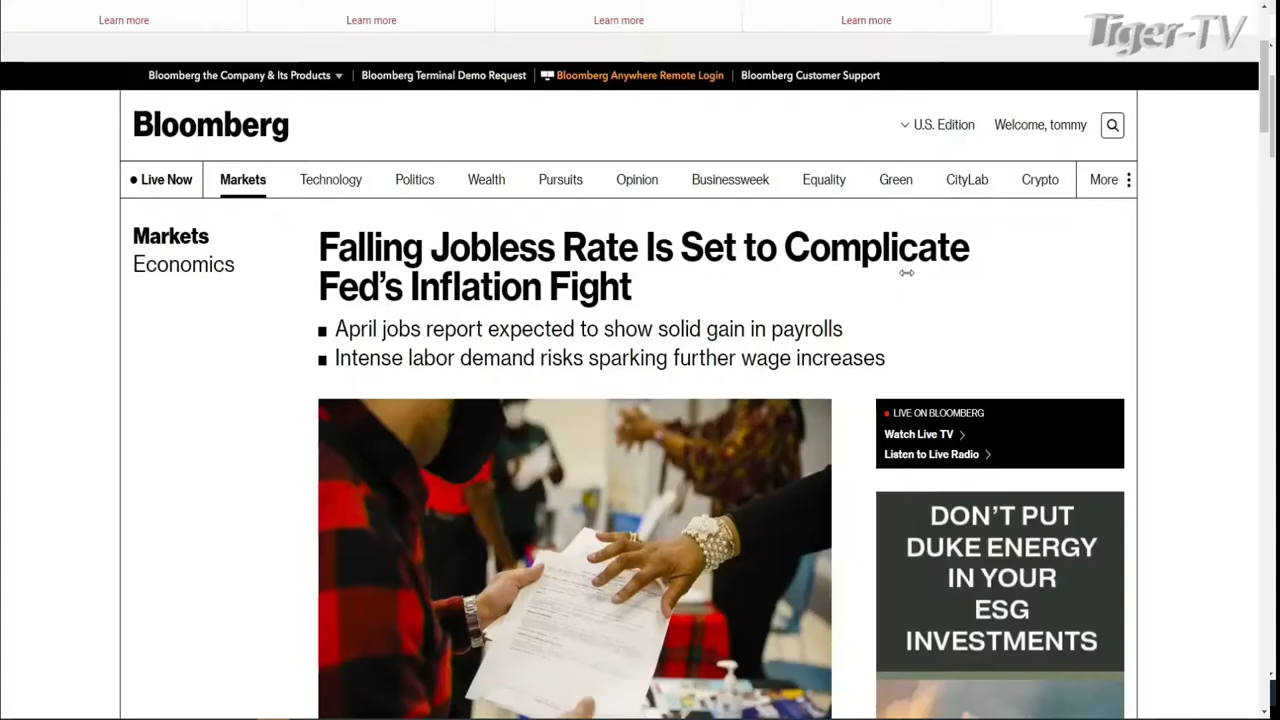 Learn more
Learn more
Learn more
Learn more
Tiger-TV
Bloomberg the Company & Its Products
Bloomberg Terminal Demo Request
Bloomberg Anywhere Remote Login
Bloomberg Customer Support
Bloomberg
U.S. Edition
Welcome, tommy
Live Now
Markets
Technology
Politics
Wealth
Pursuits
Opinion
Businessweek
Equality
Green
CityLab
Crypto
More
Markets
Economics
Falling Jobless Rate Is Set to Complicate
Fed's Inflation Fight
April jobs report expected to show solid gain in payrolls
Intense labor demand risks sparking further wage increases
LIVE ON BLOOMBERG
Watch Live TV
Listen to Live Radio
DON'T PUT
DUKE ENERGY
IN YOUR
ESG
INVESTMENTS